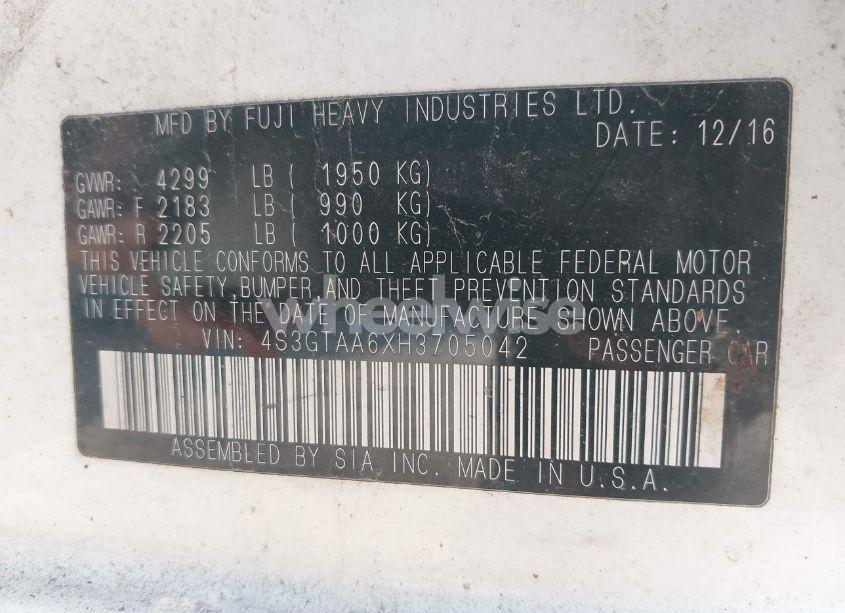 MFD BY FUJI HEAVY INDUSTRIES LTD.
DATE: 12/16
GVWR: 4299 LB ( 1950 KG)
GAWR: F 2183 LB ( 990 KG)
GAWR: R 2205 LB ( 1000 KG)
THIS VEHICLE CONFORMS TO ALL APPLICABLE FEDERAL MOTOR
VEHICLE SAFETY, BUMPER, AND THEFT PREVENTION STANDARDS
IN EFFECT ON THE DATE OF MANUFACTURE SHOWN ABOVE.
wheelwise
VIN: 4S3GTAA6XH3705042 PASSENGER CAR
ASSEMBLED BY SIA INC. MADE IN U.S.A.